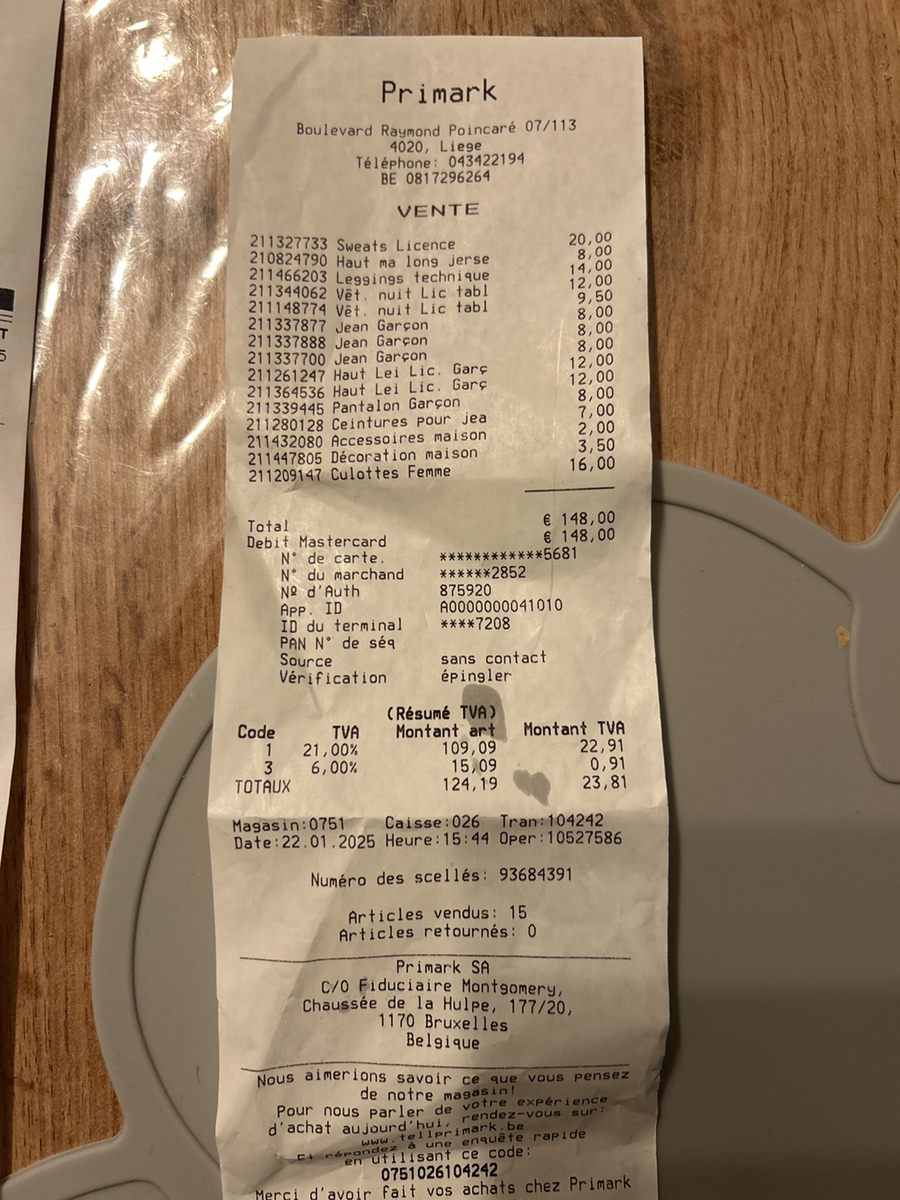 Primark
Boulevard Raymond Poincaré 07/113
4020, Liege
Téléphone: 043422194
BE 0817296264
VENTE
211327733 Sweats Licence 20,00
210824790 Haut ma long jerse 8,00
211466203 Leggings technique 14,00
211344062 Vêt. nuit Lic tabl 12,00
211148774 Vêt. nuit Lic tabl 9,50
211337877 Jean Garçon 8,00
211337888 Jean Garçon 8,00
211337700 Jean Garçon 8,00
211261247 Haut Lei Lic. Garç 12,00
211364536 Haut Lei Lic. Garç 12,00
211339445 Pantalon Garçon 8,00
211280128 Ceintures pour jea 7,00
211432080 Accessoires maison 2,00
211447805 Décoration maison 3,50
211209147 Culottes Femme 16,00
Total € 148,00
Debit Mastercard € 148,00
N° de carte. ************5681
N° du marchand ******2852
Nº d'Auth 875920
App. ID A0000000041010
ID du terminal ****7208
PAN N° de séq
Source sans contact
Vérification épingler
(Résumé TVA)
Code TVA Montant art Montant TVA
1 21,00% 109,09 22,91
3 6,00% 15,09 0,91
TOTAUX 124,19 23,81
Magasin:0751 Caisse:026 Tran:104242
Date:22.01.2025 Heure:15:44 Oper:10527586
Numéro des scellés: 93684391
Articles vendus: 15
Articles retournés: 0
Primark SA
C/O Fiduciaire Montgomery,
Chaussée de la Hulpe, 177/20,
1170 Bruxelles
Belgique
Nous aimerions savoir ce que vous pensez
de notre magasin!
Pour nous parler de votre expérience
d'achat aujourd'hui, rendez-vous sur:
www.tellprimark.be
Et répondez à une enquête rapide
en utilisant ce code:
0751026104242
Merci d'avoir fait vos achats chez Primark